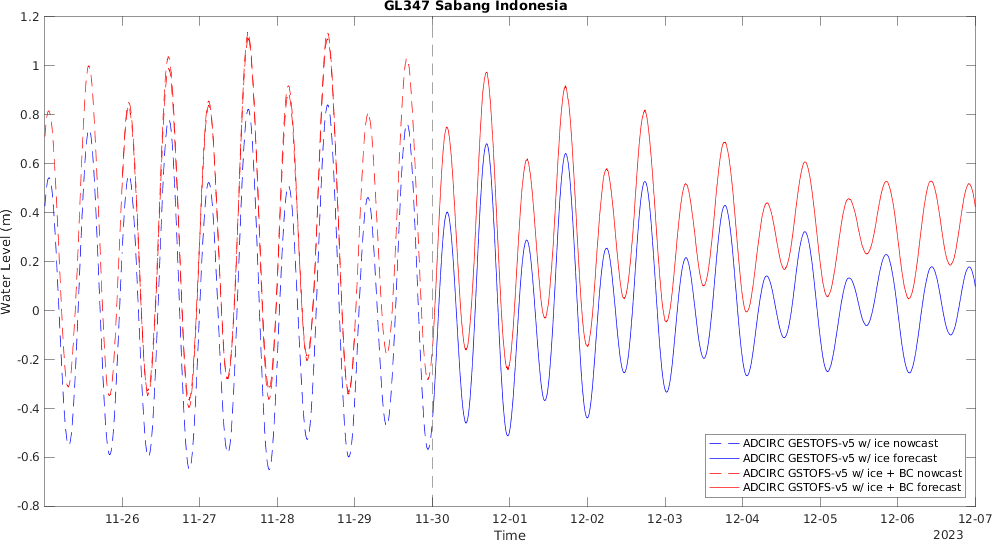 GL347 Sabang Indonesia
1.2
1
0.8
0.6
0.4
0.2
0
-0.2
-0.4
-0.6
-0.8
Water Level (m)
ADCIRC GESTOFS-v5 w/ ice nowcast
ADCIRC GESTOFS-v5 w/ ice forecast
ADCIRC GSTOFS-v5 w/ ice + BC nowcast
ADCIRC GSTOFS-v5 w/ ice + BC forecast
11-26 11-27 11-28 11-29 11-30 12-01 12-02 12-03 12-04 12-05 12-06 12-07
Time
2023